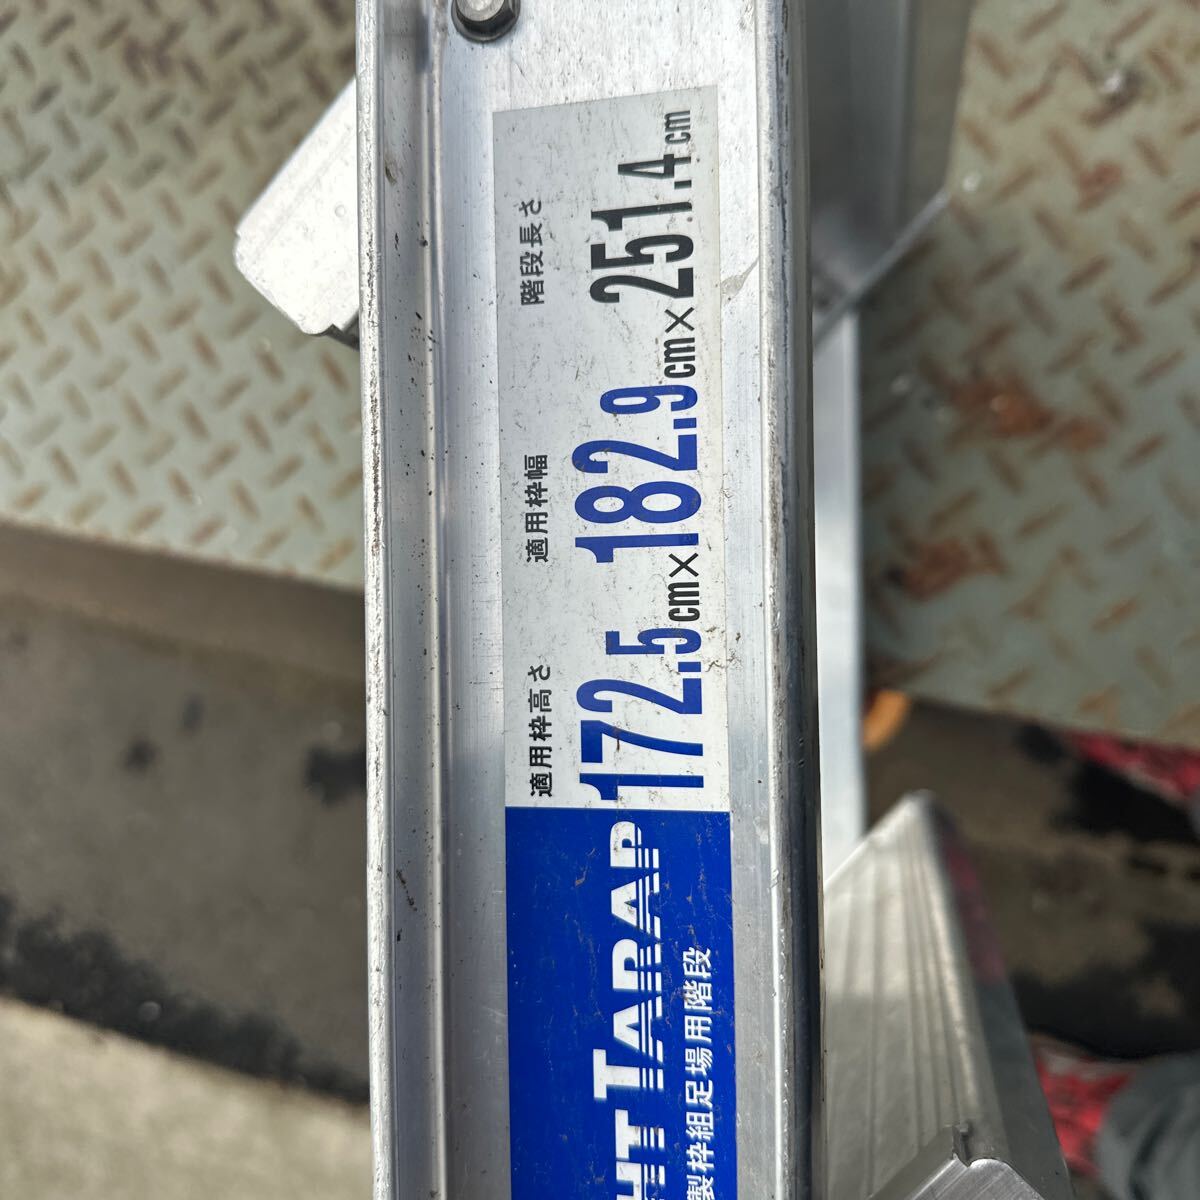 HT TARAP
製枠組足場用階段
適用枠高さ 適用枠幅 階段長さ
172.5cm×182.9cm×251.4cm